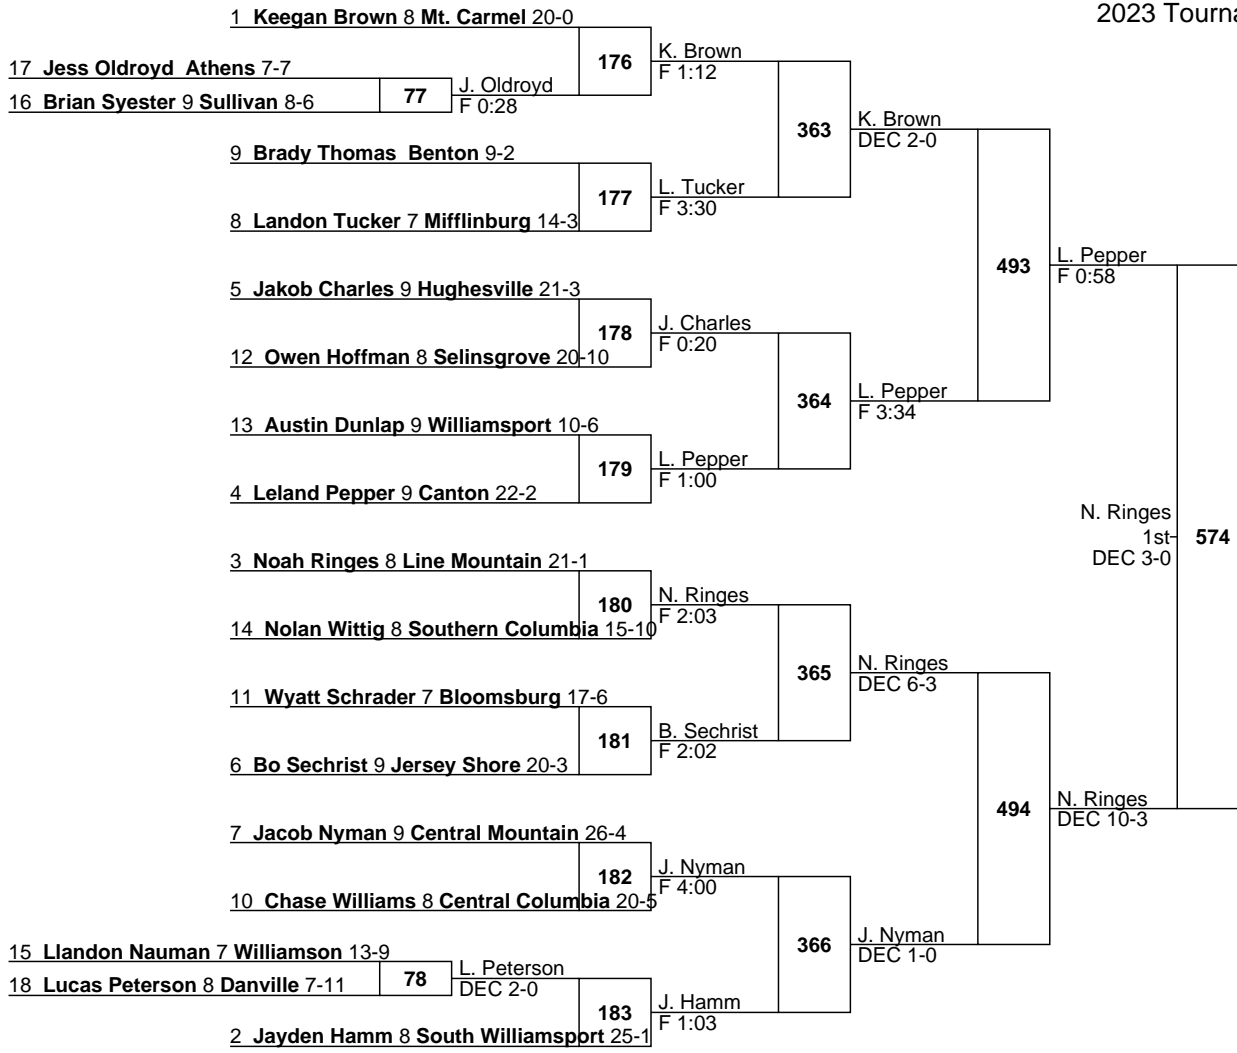 2023 Tourna
1 Keegan Brown 8 Mt. Carmel 20-0
176
K. Brown
F 1:12
17 Jess Oldroyd Athens 7-7
77
J. Oldroyd
F 0:28
16 Brian Syester 9 Sullivan 8-6
363
K. Brown
DEC 2-0
9 Brady Thomas Benton 9-2
177
L. Tucker
F 3:30
8 Landon Tucker 7 Mifflinburg 14-3
493
L. Pepper
F 0:58
5 Jakob Charles 9 Hughesville 21-3
178
J. Charles
F 0:20
12 Owen Hoffman 8 Selinsgrove 20-10
364
L. Pepper
F 3:34
13 Austin Dunlap 9 Williamsport 10-6
179
L. Pepper
F 1:00
4 Leland Pepper 9 Canton 22-2
N. Ringes
1st
DEC 3-0
574
3 Noah Ringes 8 Line Mountain 21-1
180
N. Ringes
F 2:03
14 Nolan Wittig 8 Southern Columbia 15-10
365
N. Ringes
DEC 6-3
11 Wyatt Schrader 7 Bloomsburg 17-6
181
B. Sechrist
F 2:02
6 Bo Sechrist 9 Jersey Shore 20-3
494
N. Ringes
DEC 10-3
7 Jacob Nyman 9 Central Mountain 26-4
182
J. Nyman
F 4:00
10 Chase Williams 8 Central Columbia 20-5
366
J. Nyman
DEC 1-0
15 Llandon Nauman 7 Williamson 13-9
78
L. Peterson
DEC 2-0
18 Lucas Peterson 8 Danville 7-11
183
J. Hamm
F 1:03
2 Jayden Hamm 8 South Williamsport 25-1